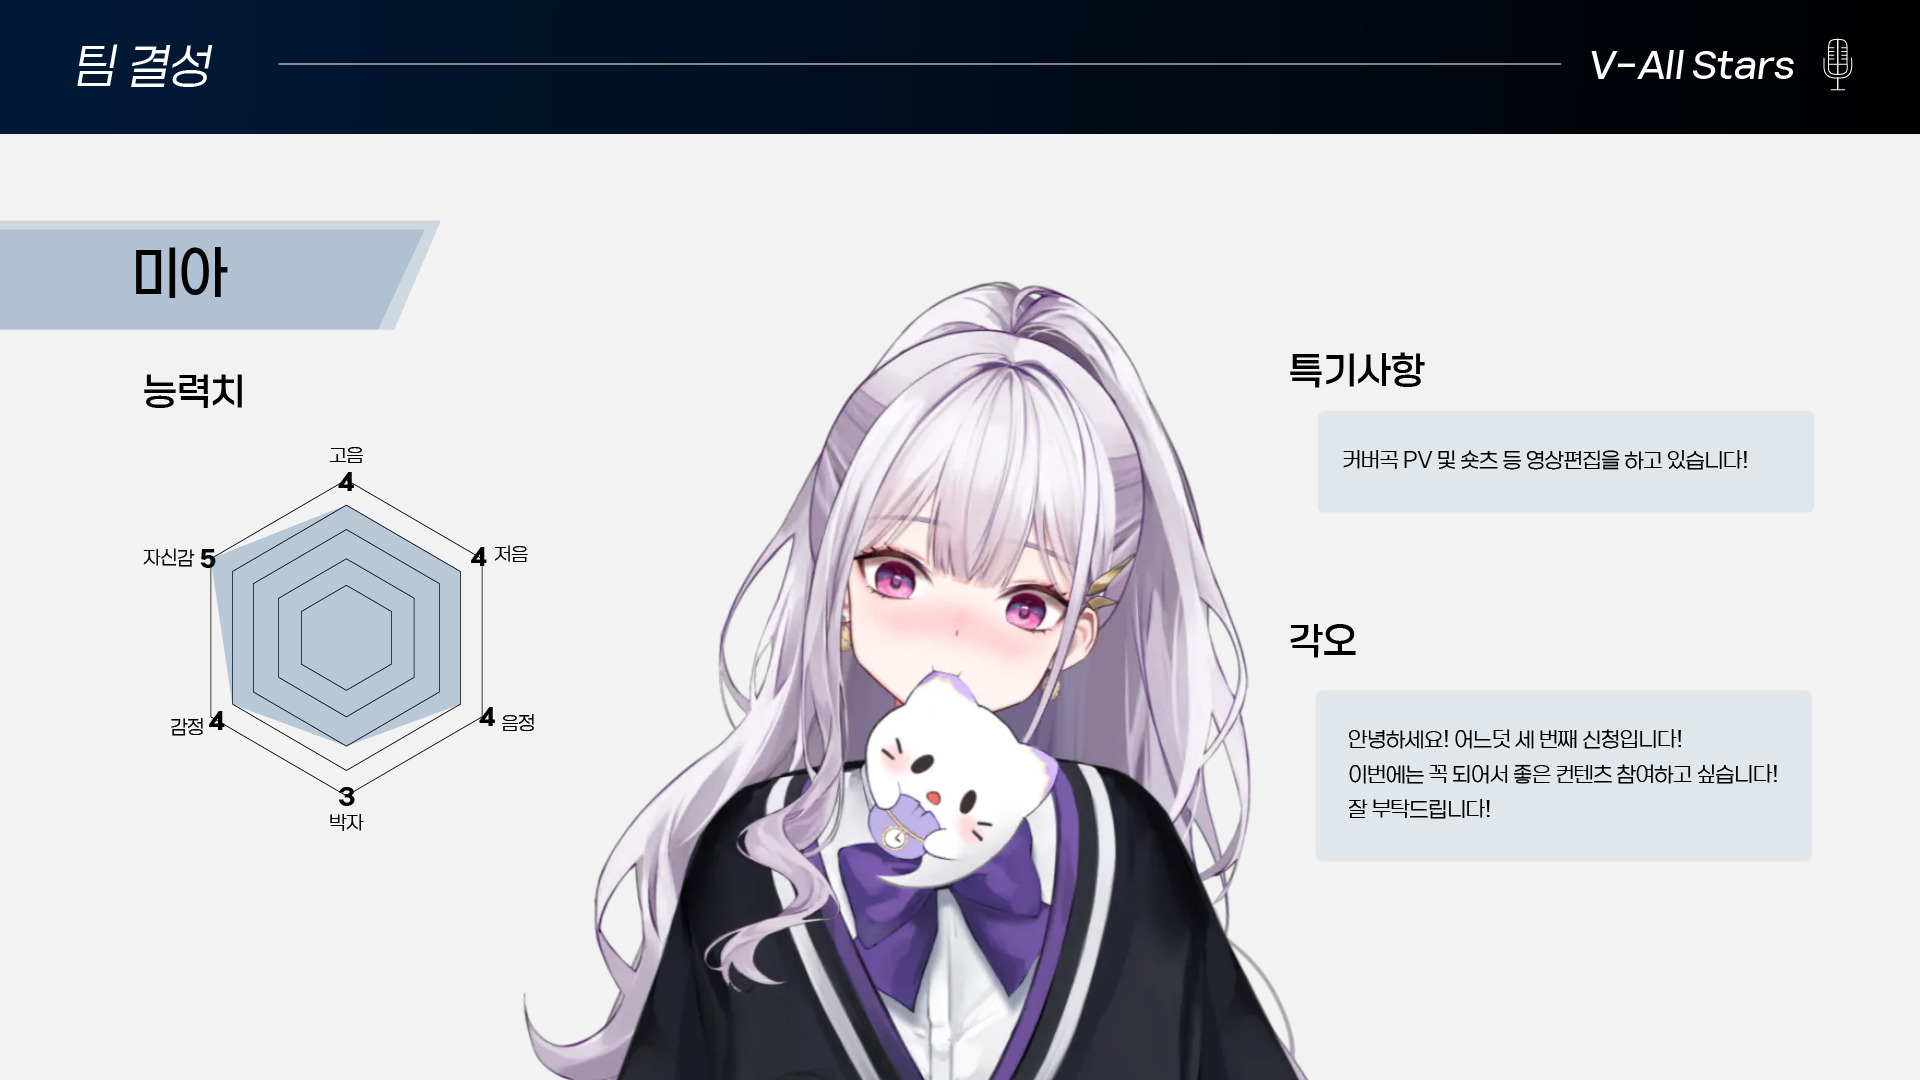 팀 결성
V-All Stars
미아
능력치
고음
4
4 저음
자신감 5
감정 4
4 음정
3
박자
특기사항
커버곡 PV 및 숏츠 등 영상편집을 하고 있습니다!
각오
안녕하세요! 어느덧 세 번째 신청입니다!
이번에는 꼭 되어서 좋은 컨텐츠 참여하고 싶습니다!
잘 부탁드립니다!